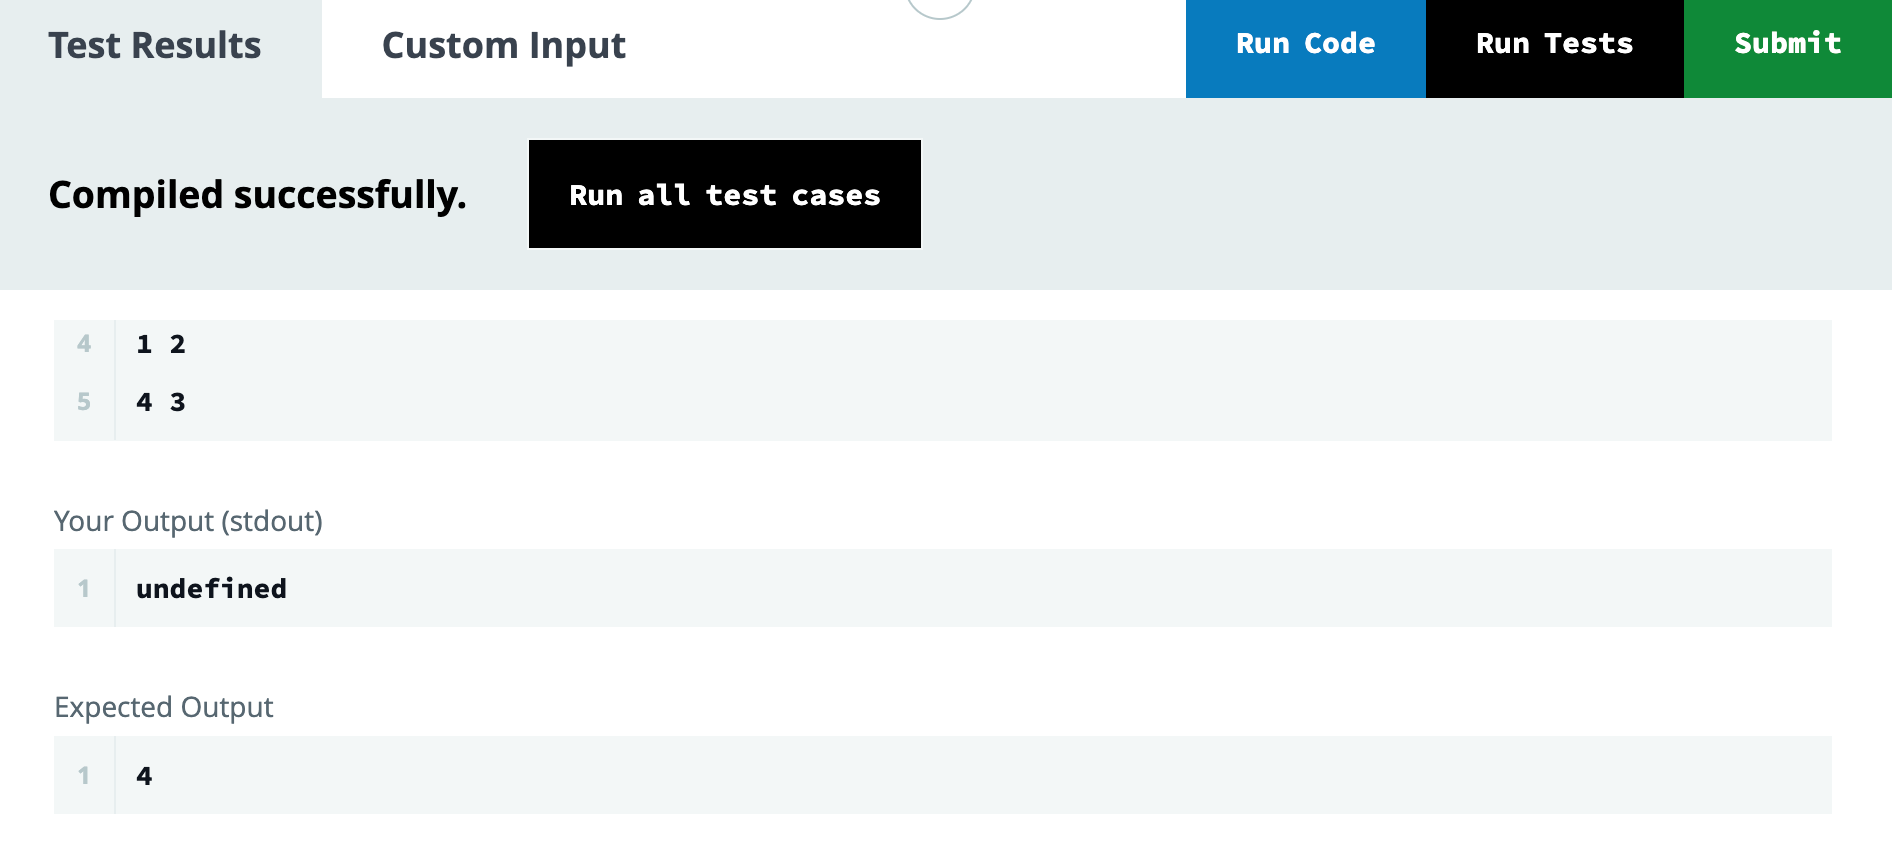 Test Results
Custom Input
Run Code
Run Tests
Submit
Compiled successfully.
Run all test cases
4 1 2
5 4 3
Your Output (stdout)
1 undefined
Expected Output
1 4